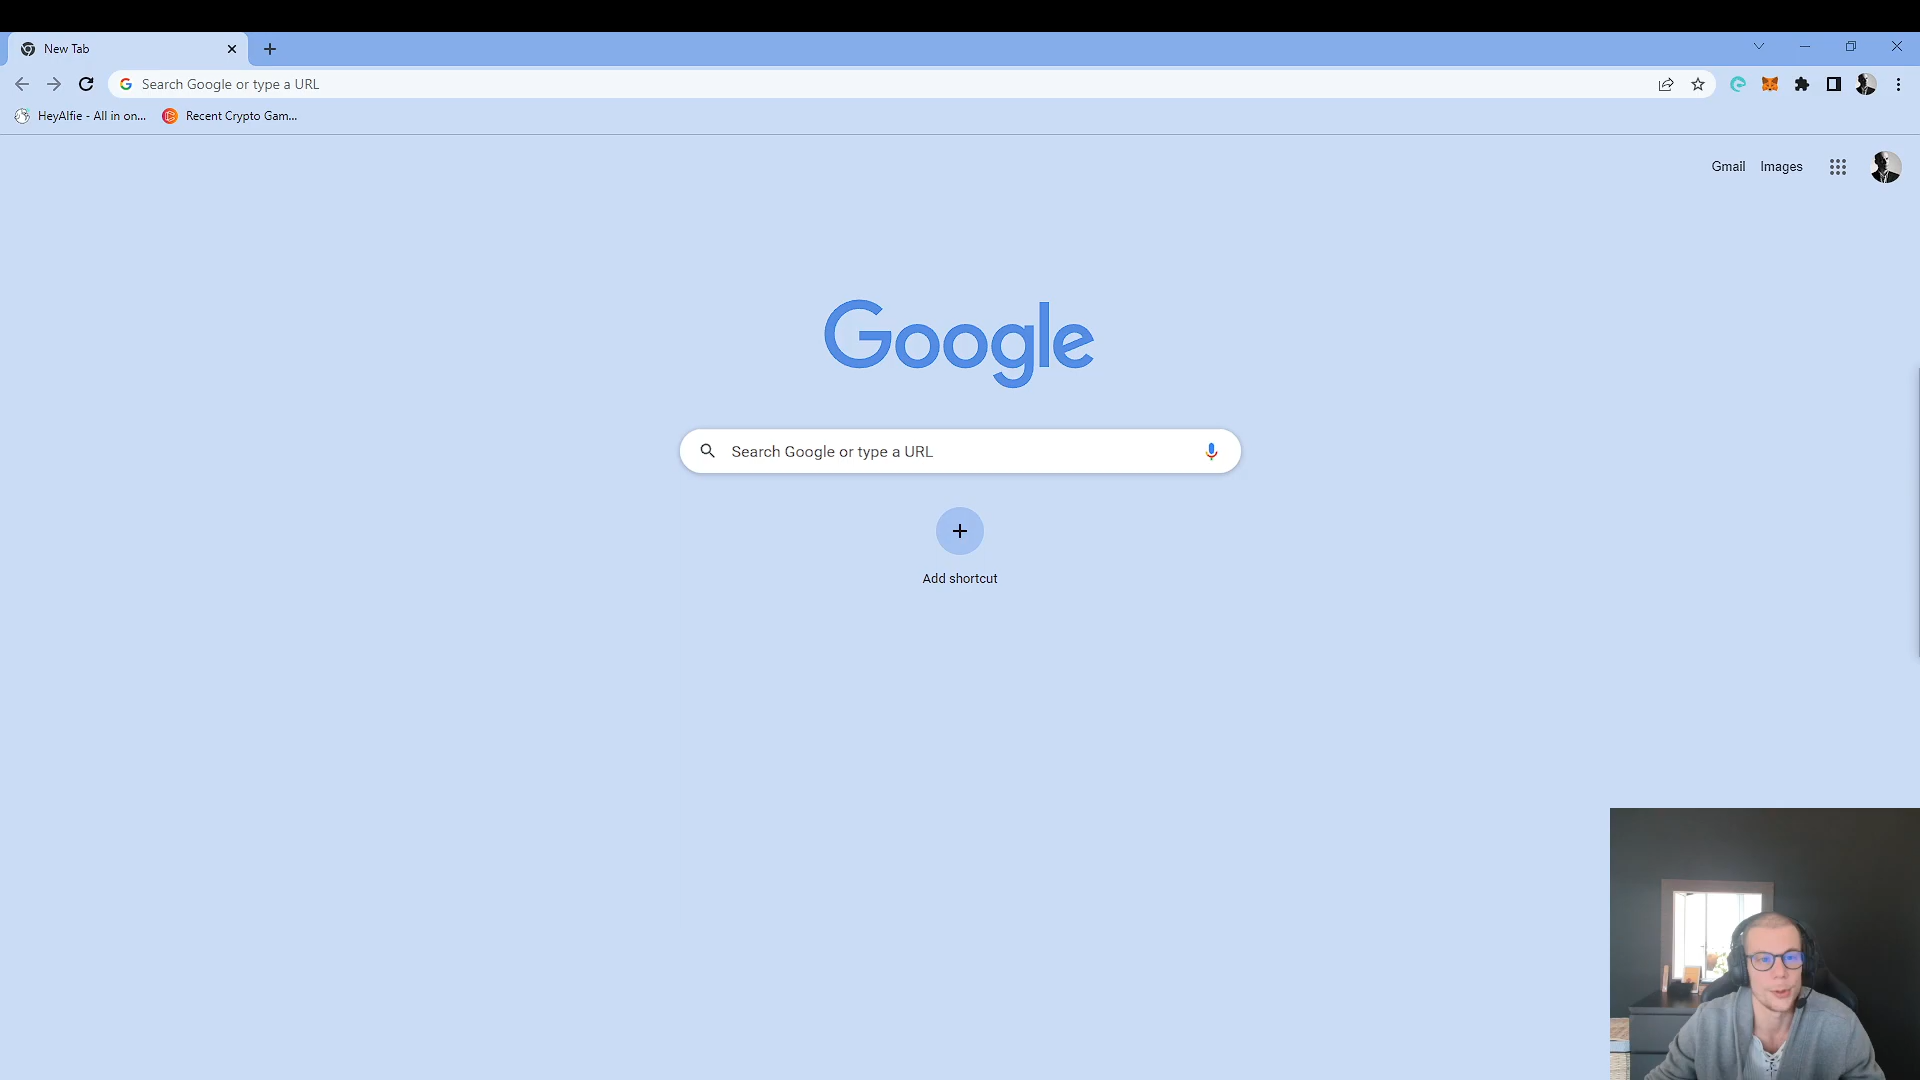 New Tab
Search Google or type a URL
HeyAlfie - All in on...
Recent Crypto Gam...
Gmail
Images
Google
Search Google or type a URL
Add shortcut